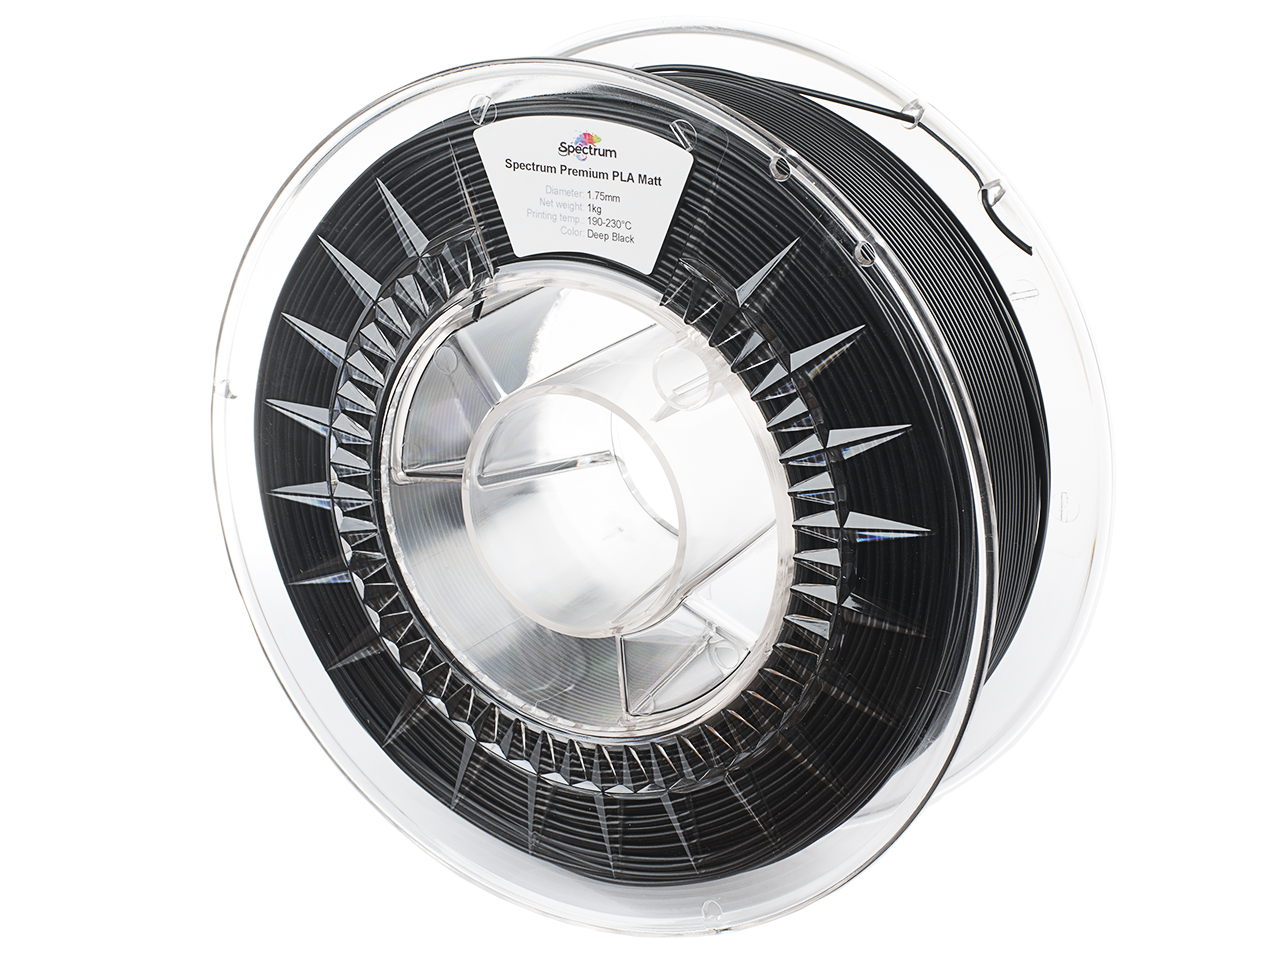 Spectrum
Spectrum Premium PLA Matt
Diameter: 1.75mm
Net weight: 1kg
Printing temp.: 190-230°C
Color: Deep Black